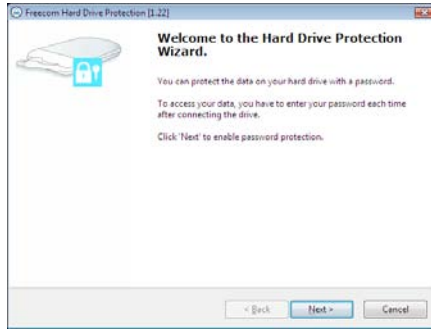 Freecom Hard Drive Protection [1.22]
Welcome to the Hard Drive Protection
Wizard.
You can protect the data on your hard drive with a password.
To access your data, you have to enter your password each time
after connecting the drive.
Click 'Next' to enable password protection.
< Back
Next >
Cancel